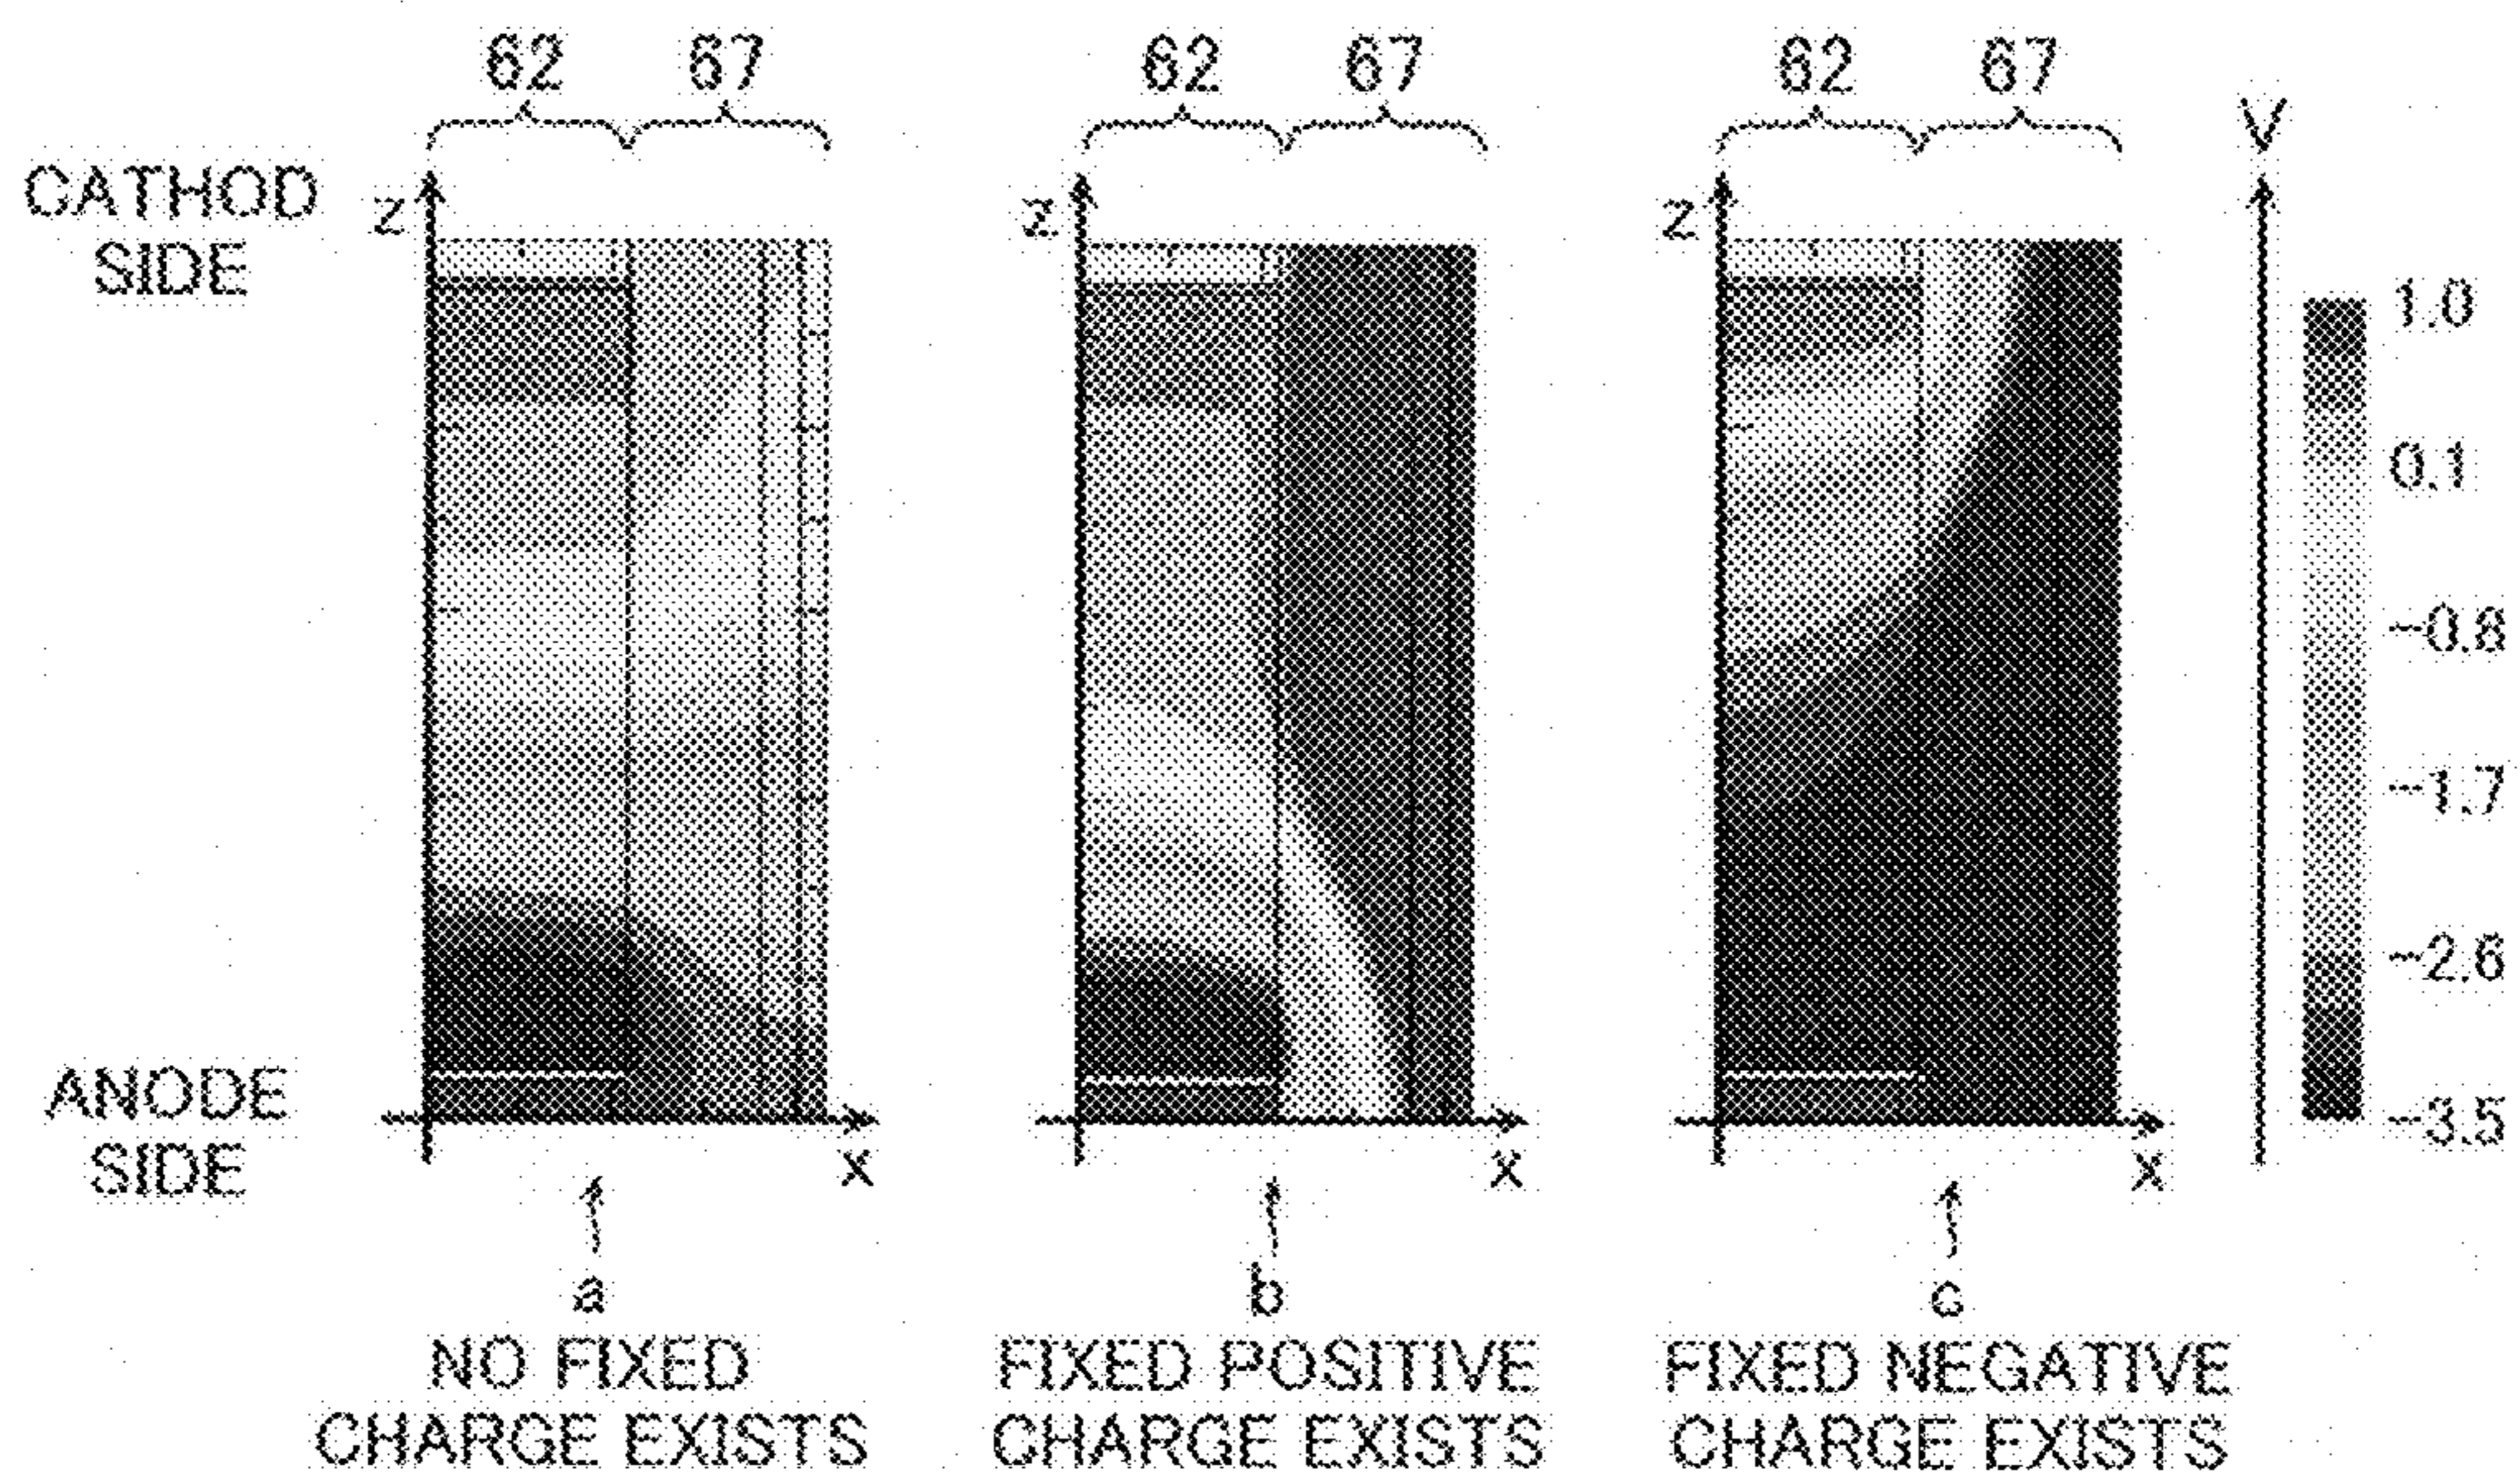 62 67 62 67 62 67 V
CATHOD
SIDE
z z z
1.0
0.1
-0.8
-1.7
-2.6
-3.5
ANODE
SIDE
x x x
a b c
NO FIXED
CHARGE EXISTS
FIXED POSITIVE
CHARGE EXISTS
FIXED NEGATIVE
CHARGE EXISTS